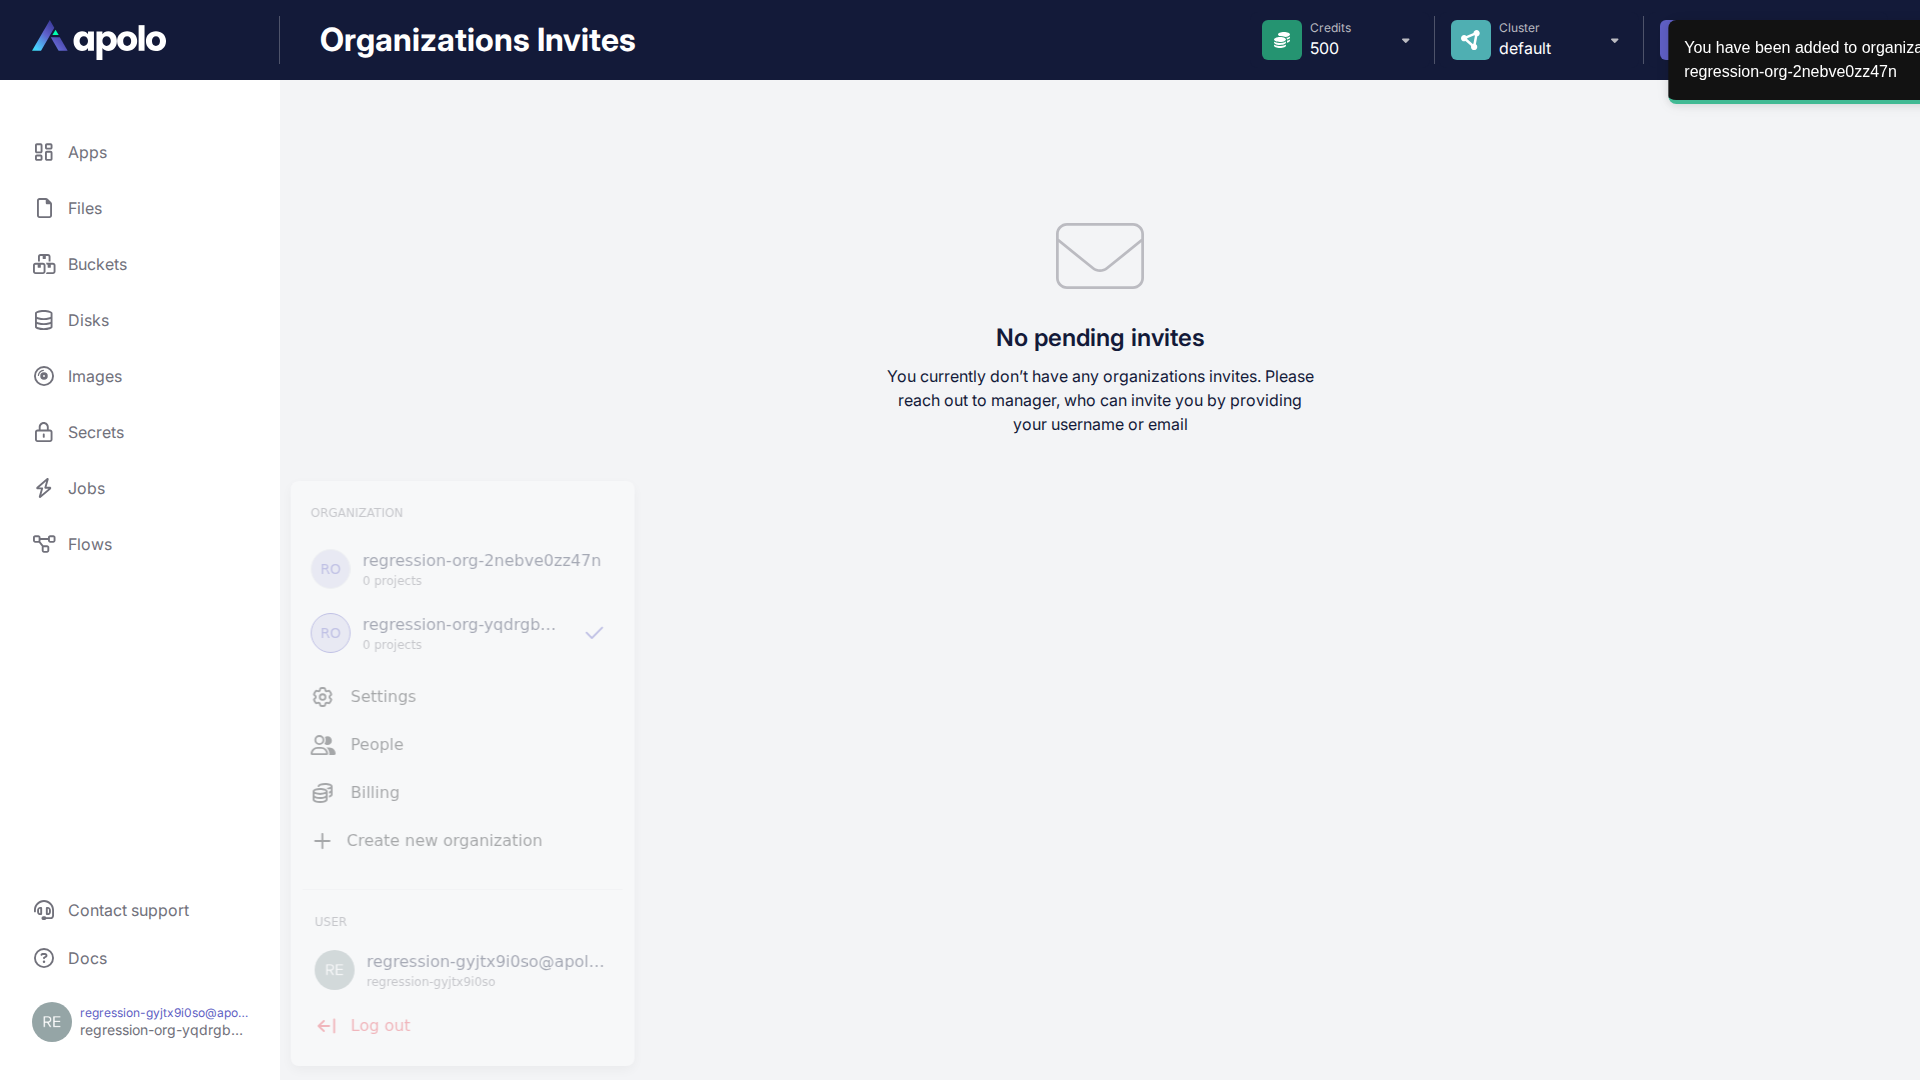 apolo
Organizations Invites
Credits
500
Cluster
default
You have been added to
regression-org-2nebve0zz47n
Apps
Files
Buckets
Disks
Images
Secrets
Jobs
Flows
No pending invites
You currently don’t have any organizations invites. Please
reach out to manager, who can invite you by providing
your username or email
ORGANIZATION
RO
regression-org-2nebve0zz47n
0 projects
RO
regression-org-yqdrgb...
0 projects
Settings
People
Billing
Create new organization
USER
RE
regression-gyjtx9i0so@apol...
regression-gyjtx9i0so
Log out
Contact support
Docs
RE
regression-gyjtx9i0so@apo...
regression-org-yqdrgb...